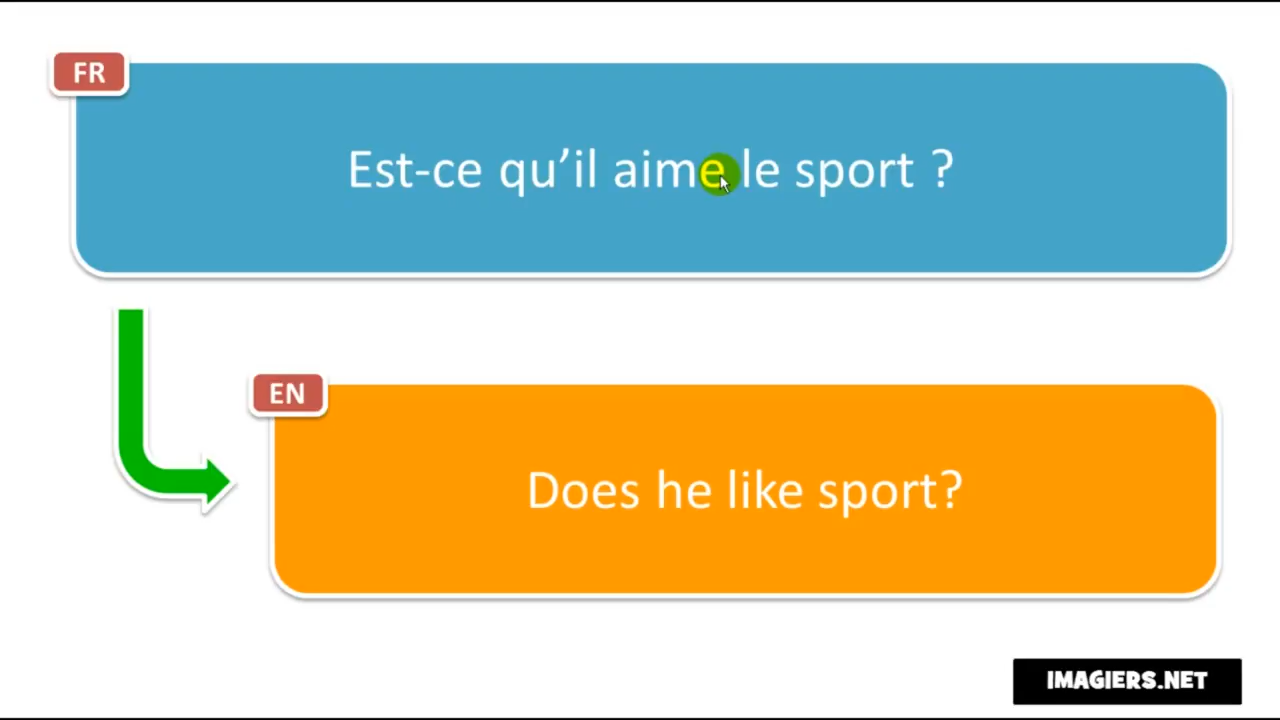 FR
Est-ce qu’il aime le sport ?
EN
Does he like sport?
IMAGIERS.NET